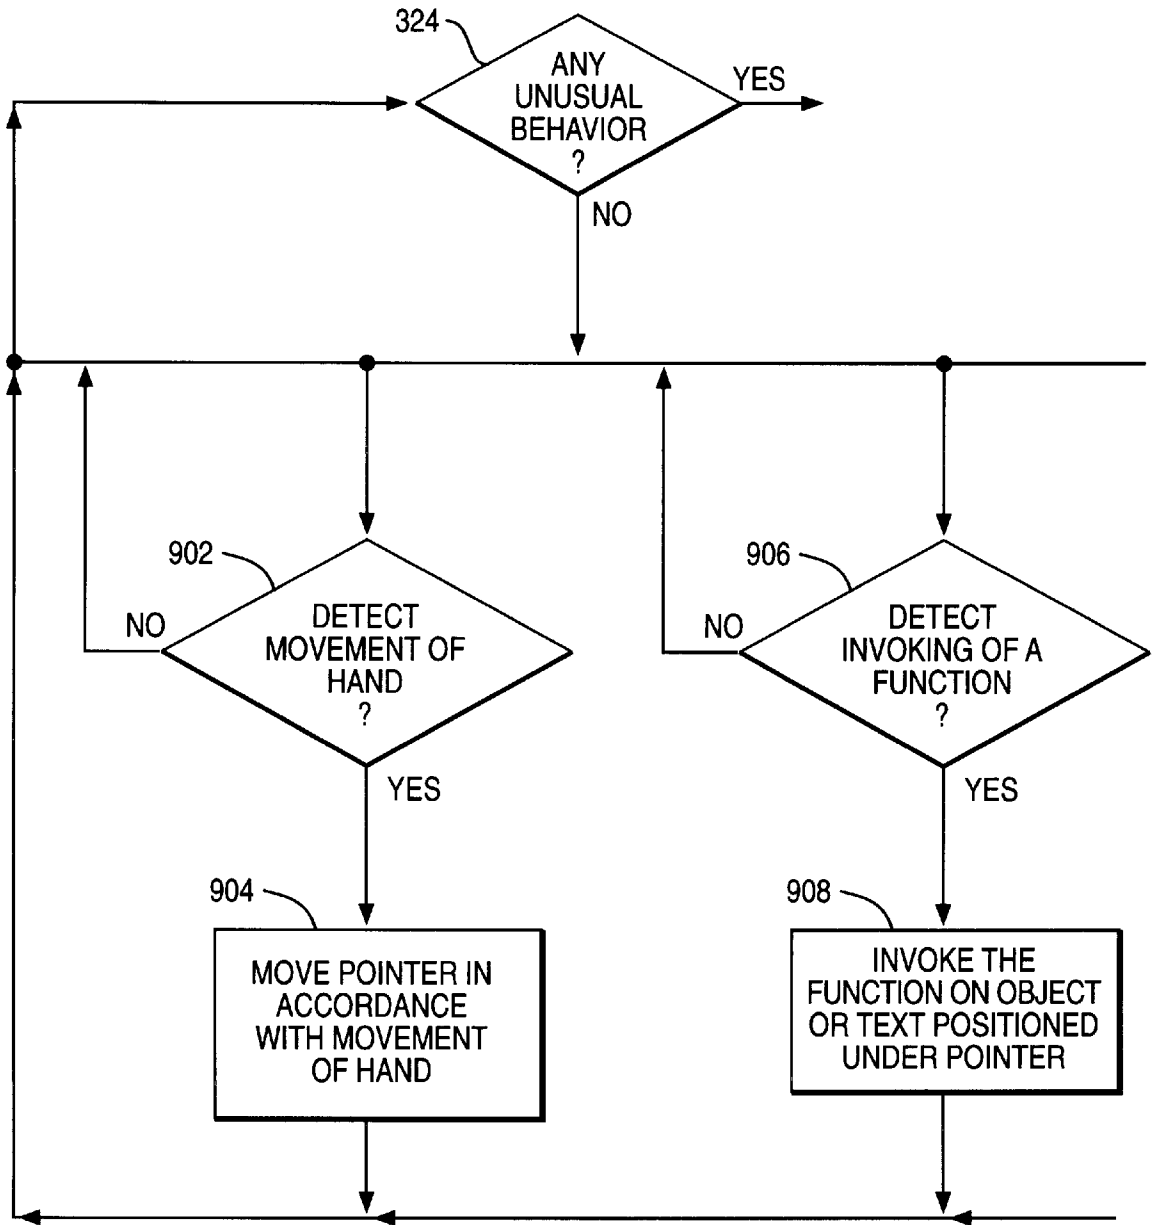 324
ANY
UNUSUAL
BEHAVIOR
?
YES
NO
902
NO
DETECT
MOVEMENT OF
HAND
?
YES
906
NO
DETECT
INVOKING OF A
FUNCTION
?
YES
904
MOVE POINTER IN
ACCORDANCE
WITH MOVEMENT
OF HAND
908
INVOKE THE
FUNCTION ON OBJECT
OR TEXT POSITIONED
UNDER POINTER